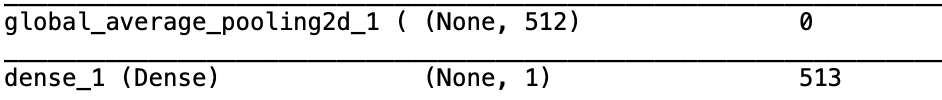 global_average_pooling2d_1 ( (None, 512) 0
dense_1 (Dense) (None, 1) 513